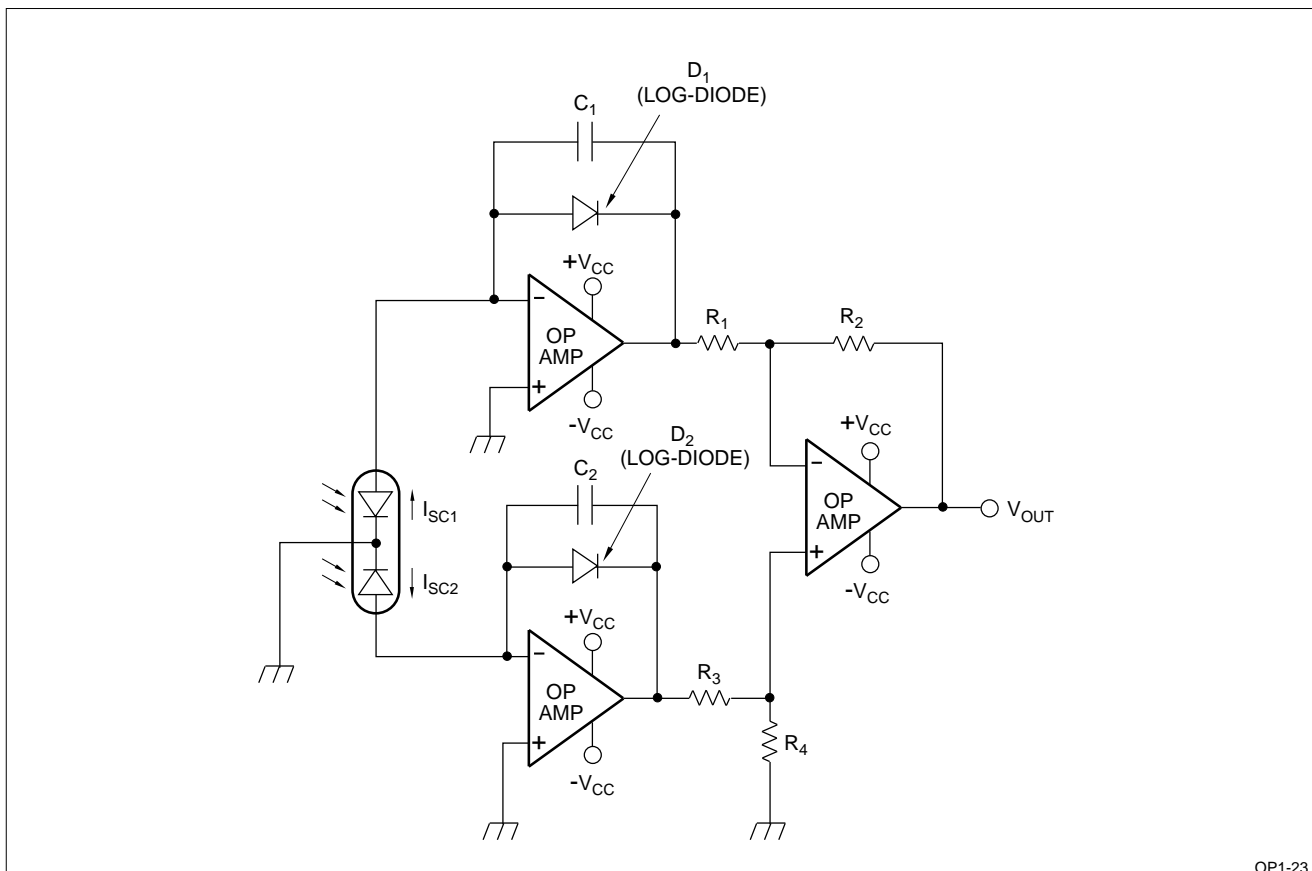 D1
(LOG-DIODE)
C1
+VCC
−
OP
AMP
+
-VCC
R1
R2
D2
(LOG-DIODE)
C2
+VCC
−
OP
AMP
+
-VCC
ISC1
ISC2
+VCC
−
OP
AMP
+
-VCC
VOUT
R3
R4
OP1-23